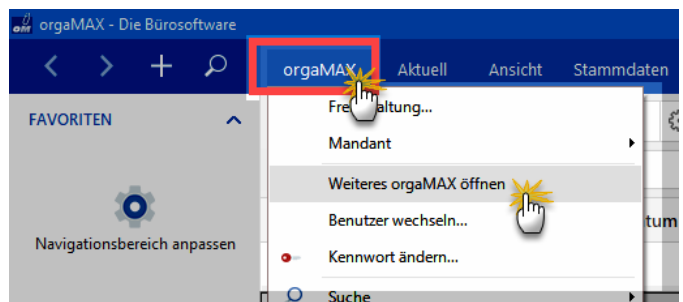 orgaMAX - Die Bürosoftware
orgaMAX Aktuell Ansicht Stammdaten
FAVORITEN
Mandant
Weiteres orgaMAX öffnen
Benutzer wechseln...
Navigationsbereich anpassen
Kennwort ändern...
Suche